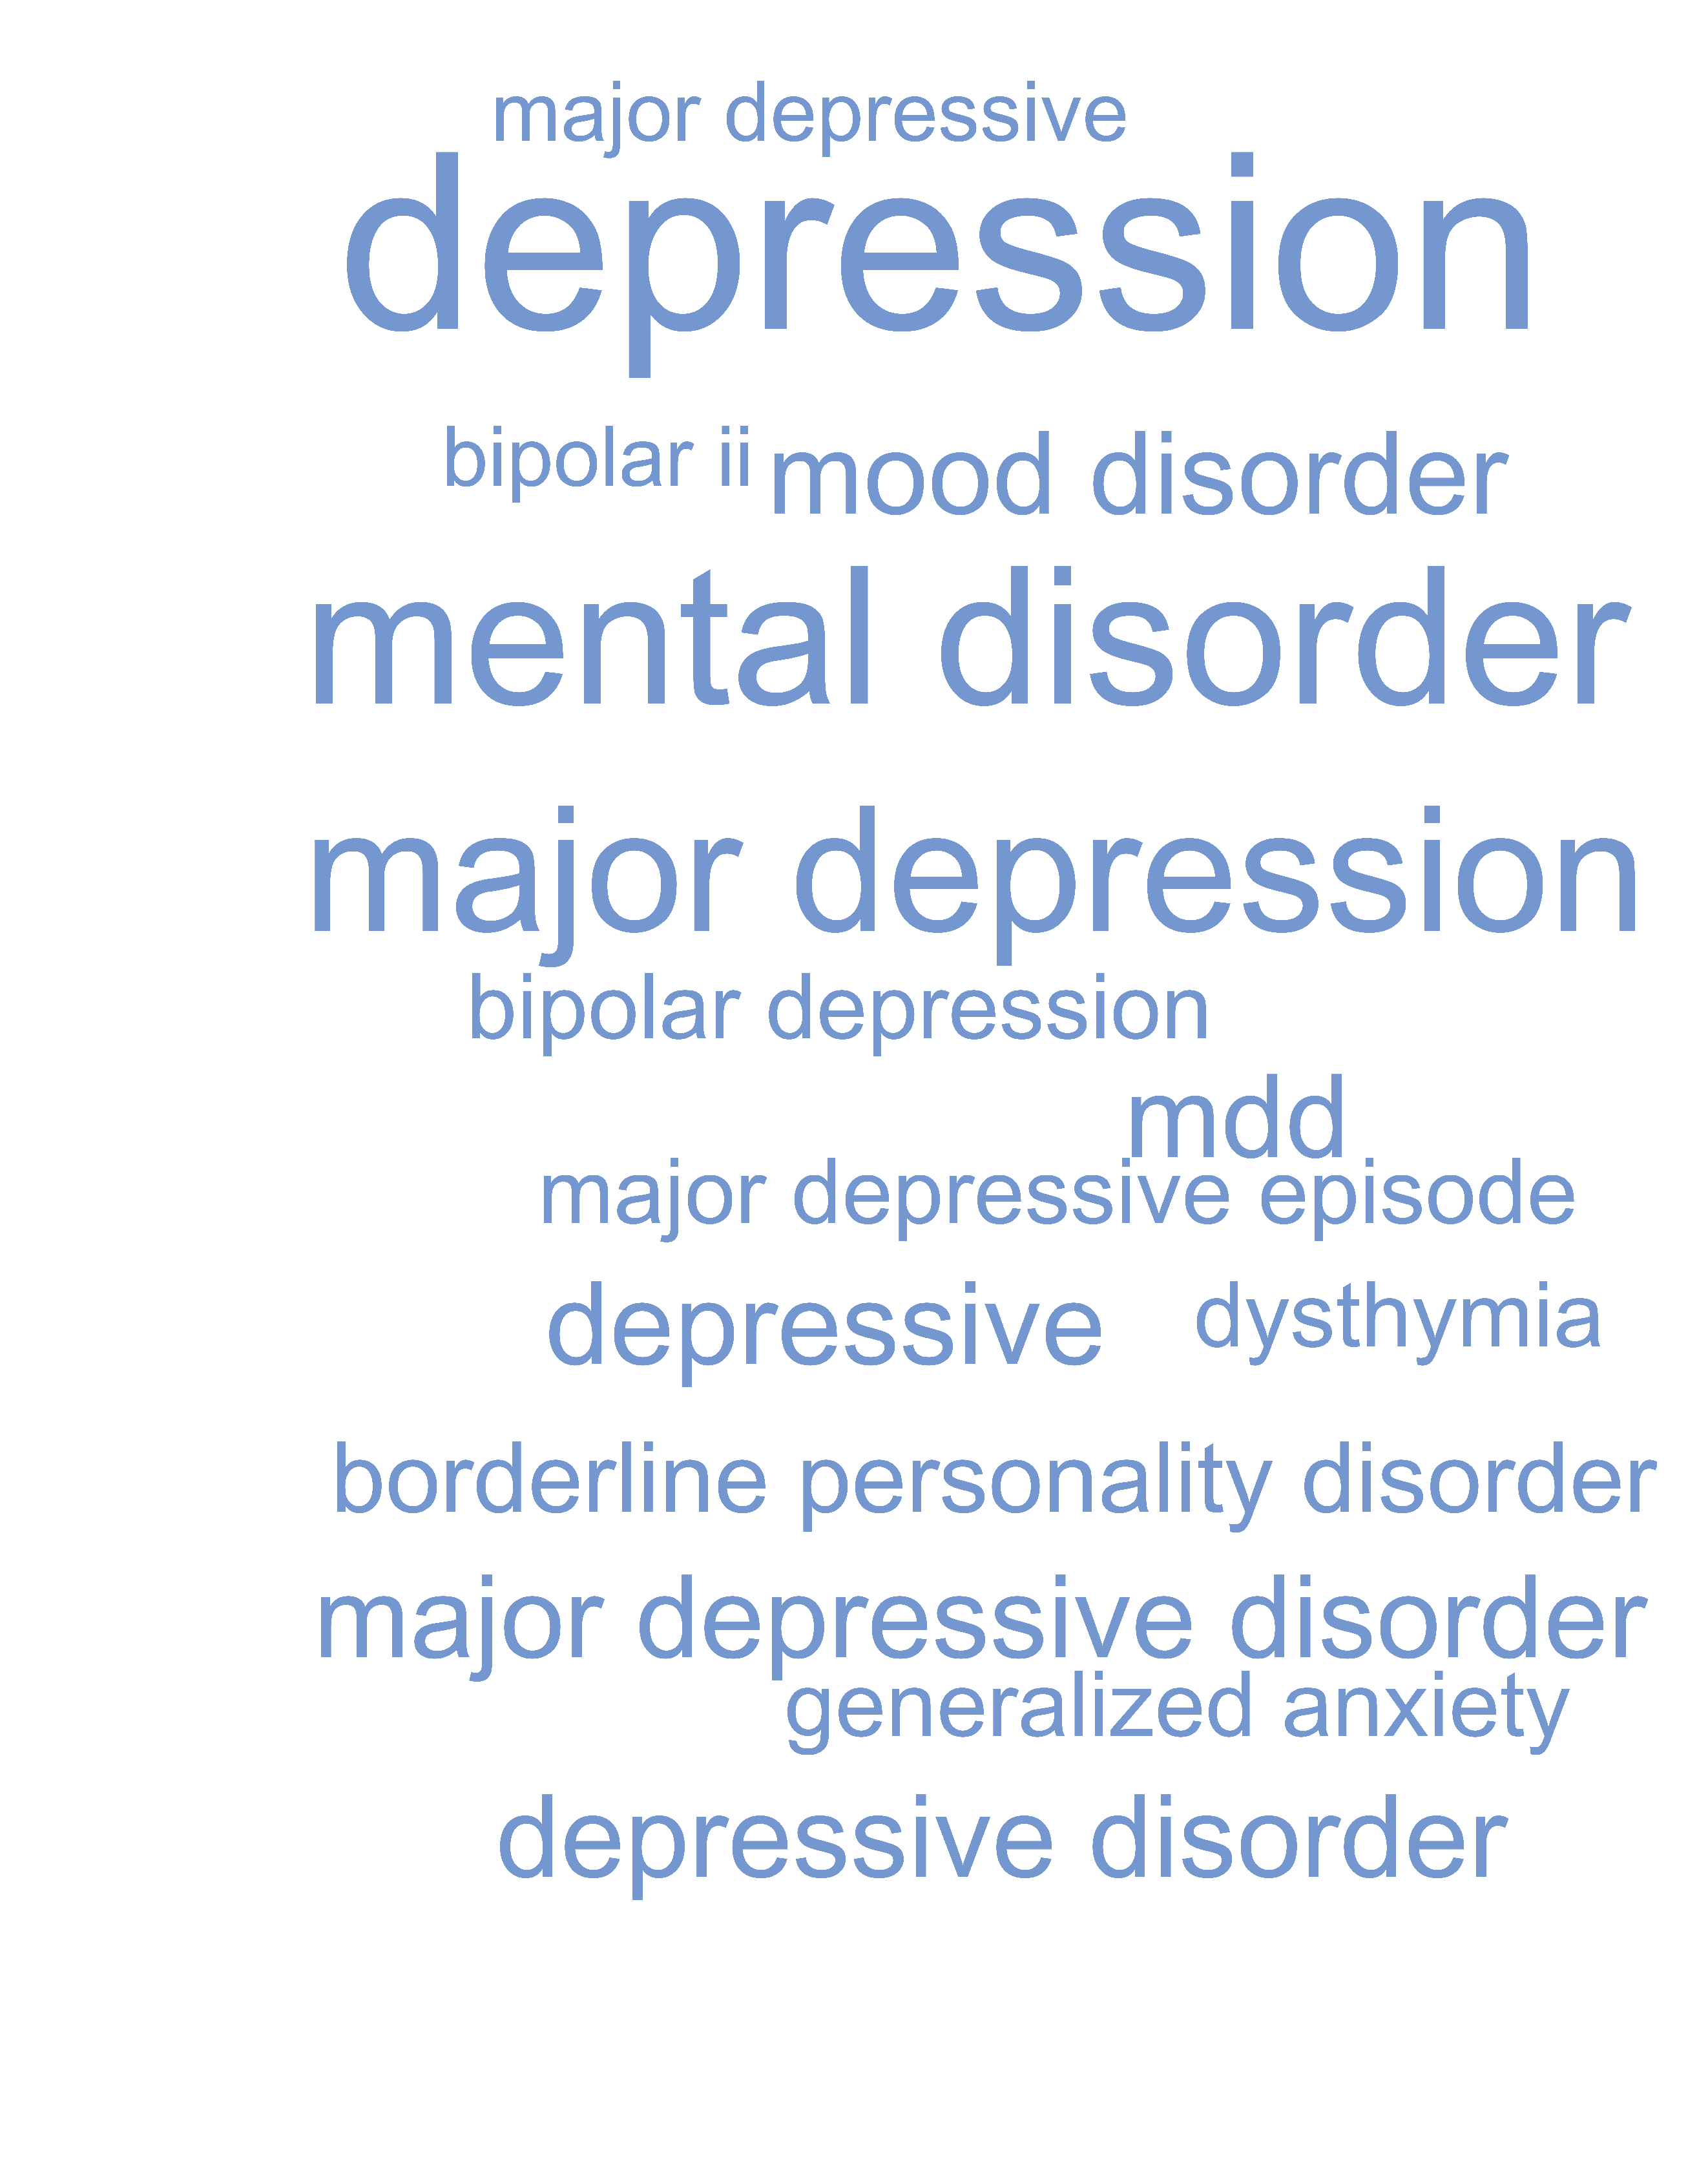 major depressive
depression
bipolar ii mood disorder
mental disorder
major depression
bipolar depression
mdd
major depressive episode
depressive dysthymia
borderline personality disorder
major depressive disorder
generalized anxiety
depressive disorder